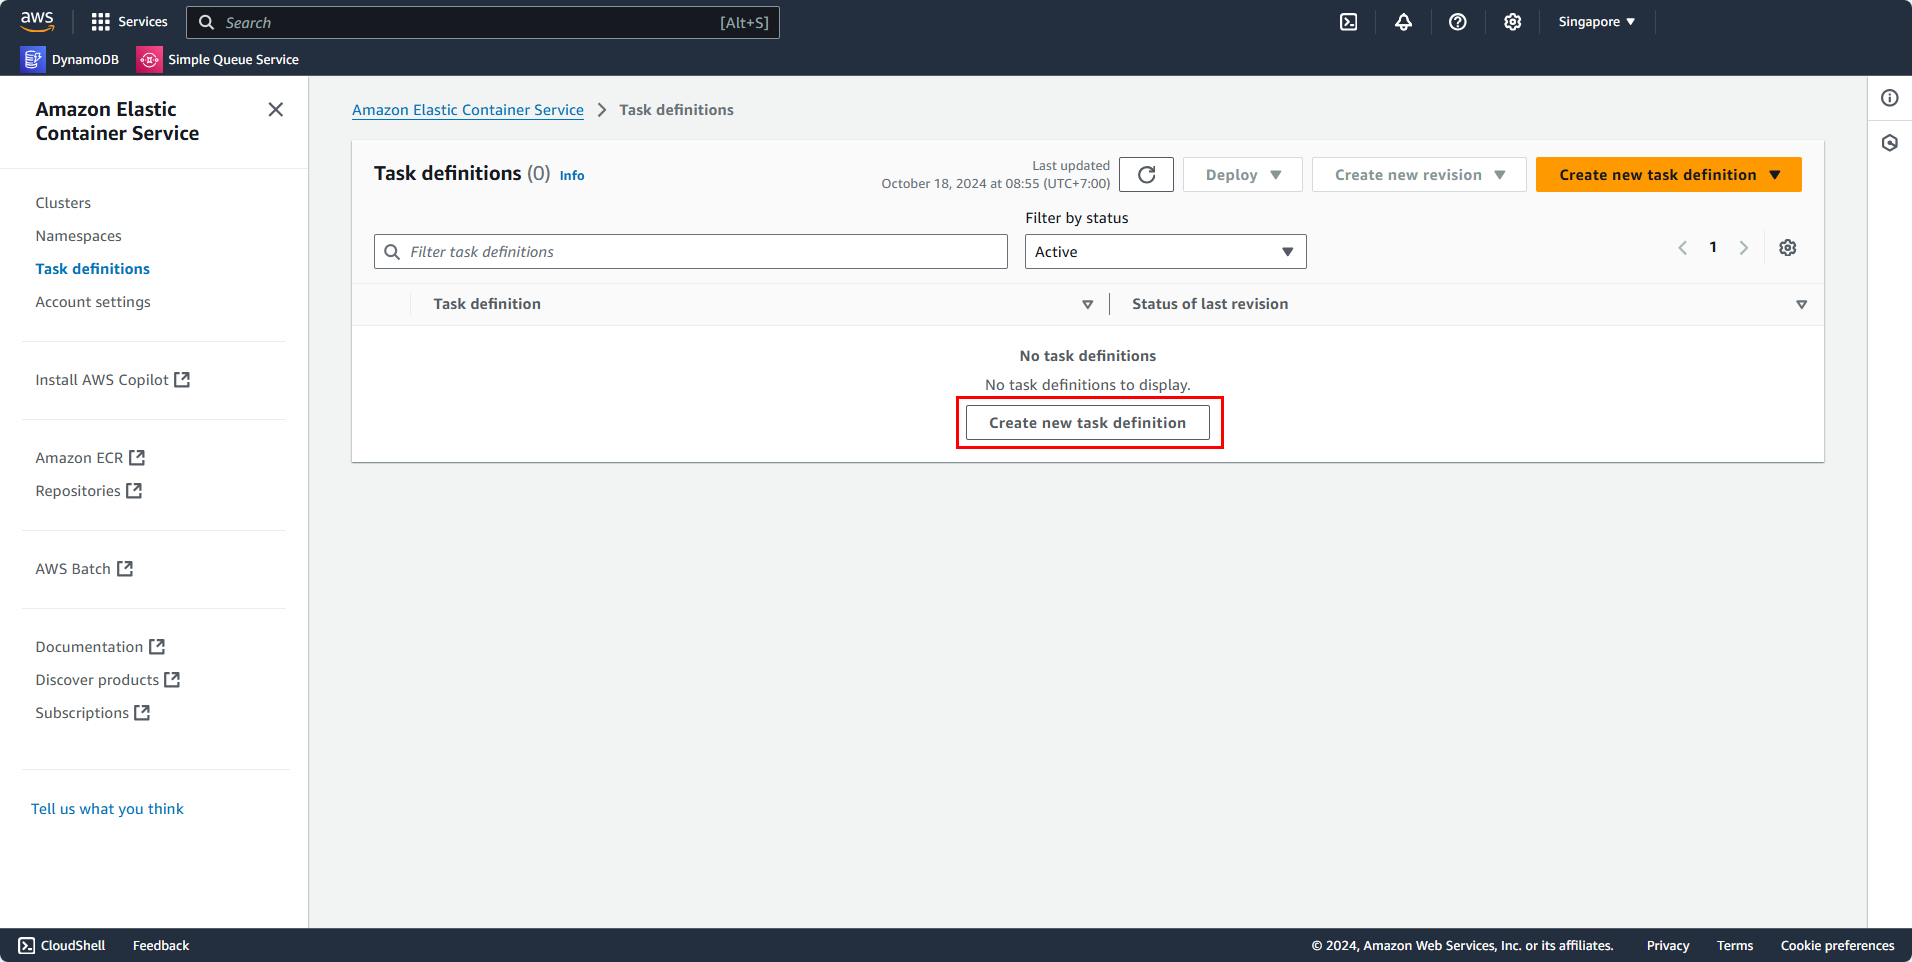 aws
Services
Search
[Alt+S]
Singapore ▼
DynamoDB
Simple Queue Service
Amazon Elastic
Container Service
Clusters
Namespaces
Task definitions
Account settings
Install AWS Copilot
Amazon ECR
Repositories
AWS Batch
Documentation
Discover products
Subscriptions
Tell us what you think
Amazon Elastic Container Service > Task definitions
Task definitions (0) Info
Last updated
October 18, 2024 at 08:55 (UTC+7:00)
Deploy ▼
Create new revision ▼
Create new task definition ▼
Filter by status
Filter task definitions
Active
1
Task definition
Status of last revision
No task definitions
No task definitions to display.
Create new task definition
CloudShell
Feedback
© 2024, Amazon Web Services, Inc. or its affiliates.
Privacy
Terms
Cookie preferences